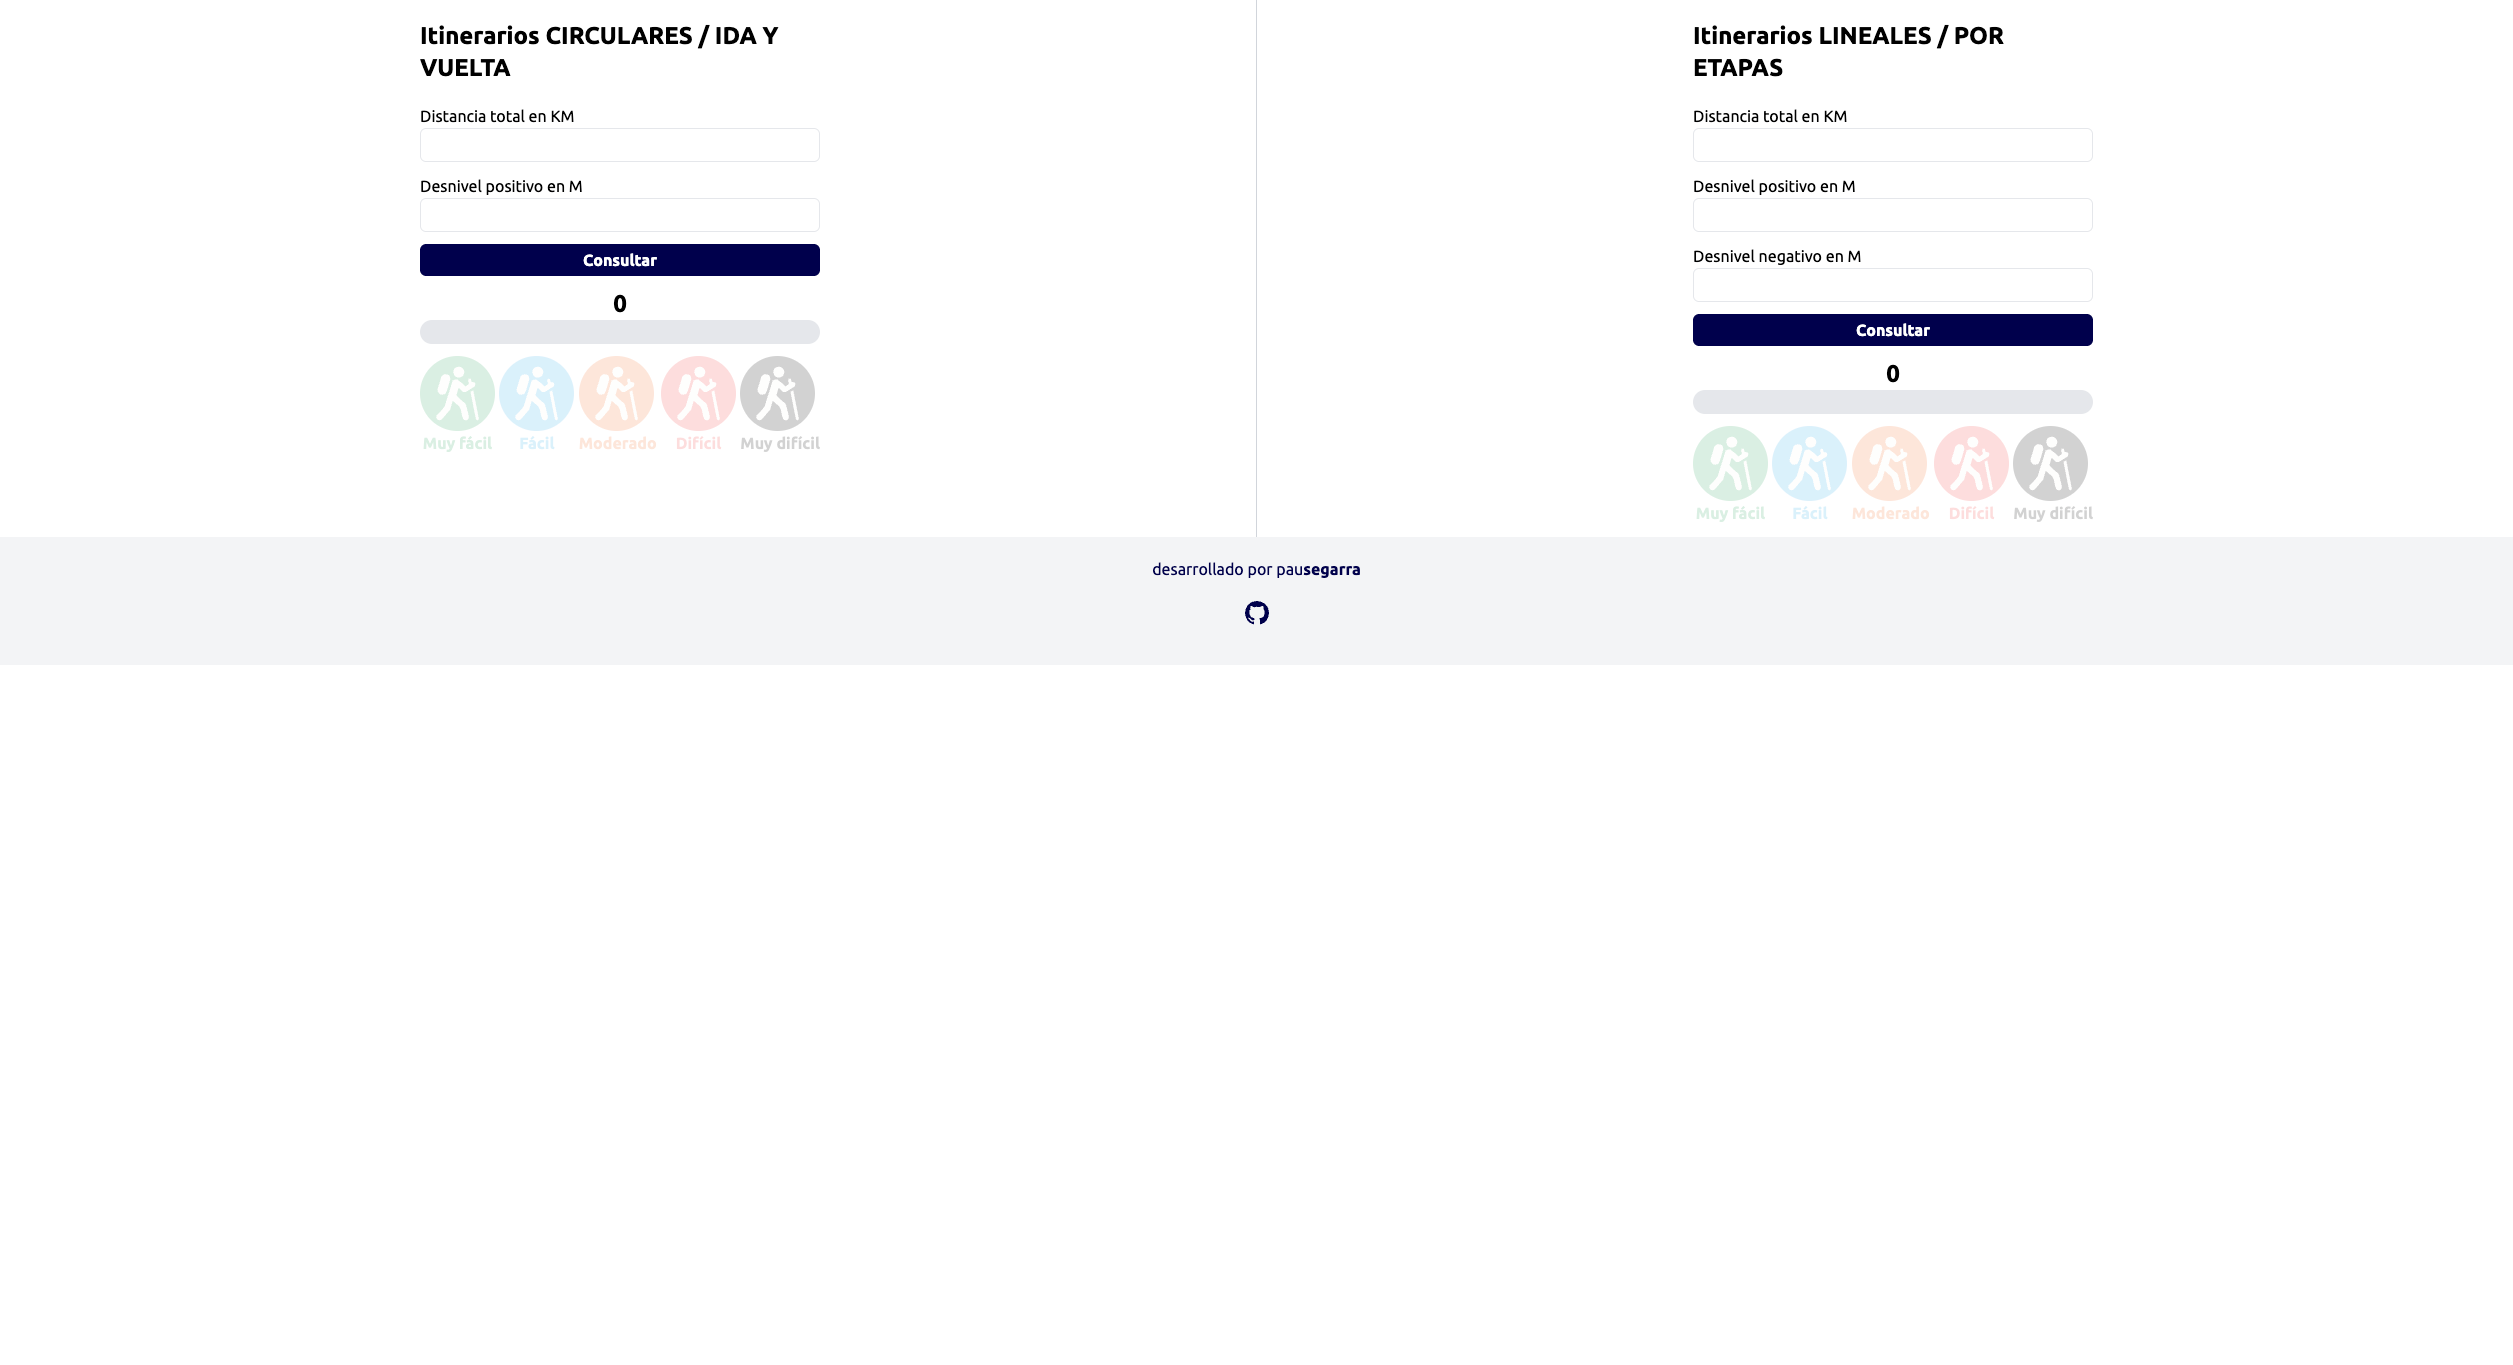 Itinerarios CIRCULARES / IDA Y
VUELTA
Distancia total en KM
Desnivel positivo en M
Consultar
0
Muy fácil Fácil Moderado Difícil Muy difícil
Itinerarios LINEALES / POR
ETAPAS
Distancia total en KM
Desnivel positivo en M
Desnivel negativo en M
Consultar
0
Muy fácil Fácil Moderado Difícil Muy difícil
desarrollado por pausegarra